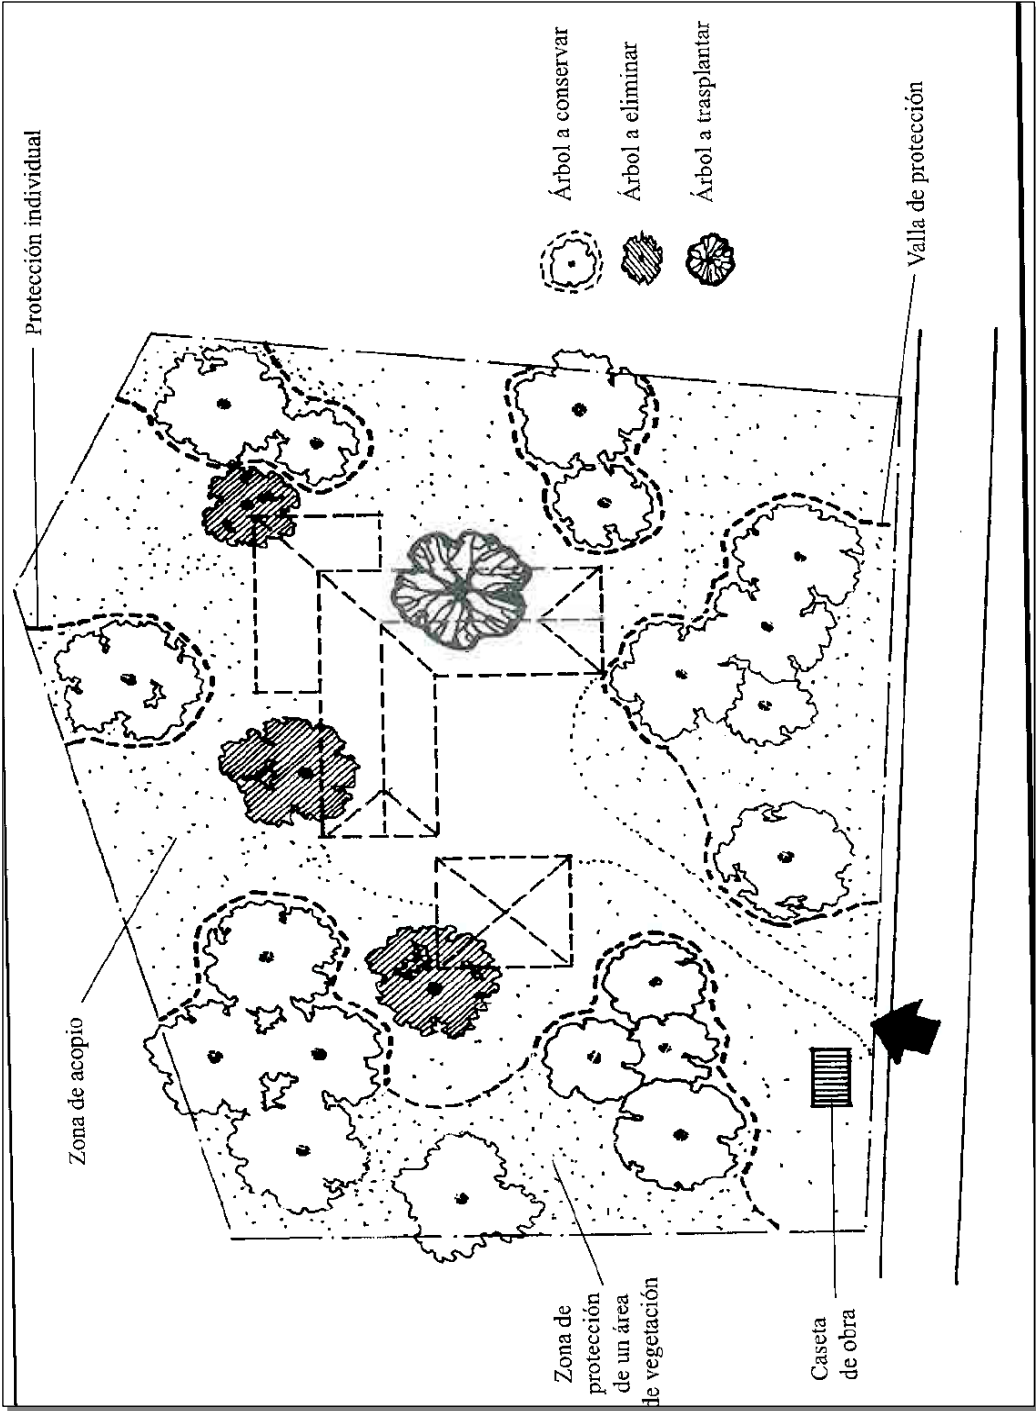 Protección individual
Árbol a conservar
Árbol a eliminar
Árbol a trasplantar
Valla de protección
Zona de acopio
Zona de
protección
de un área
de vegetación
Caseta
de obra